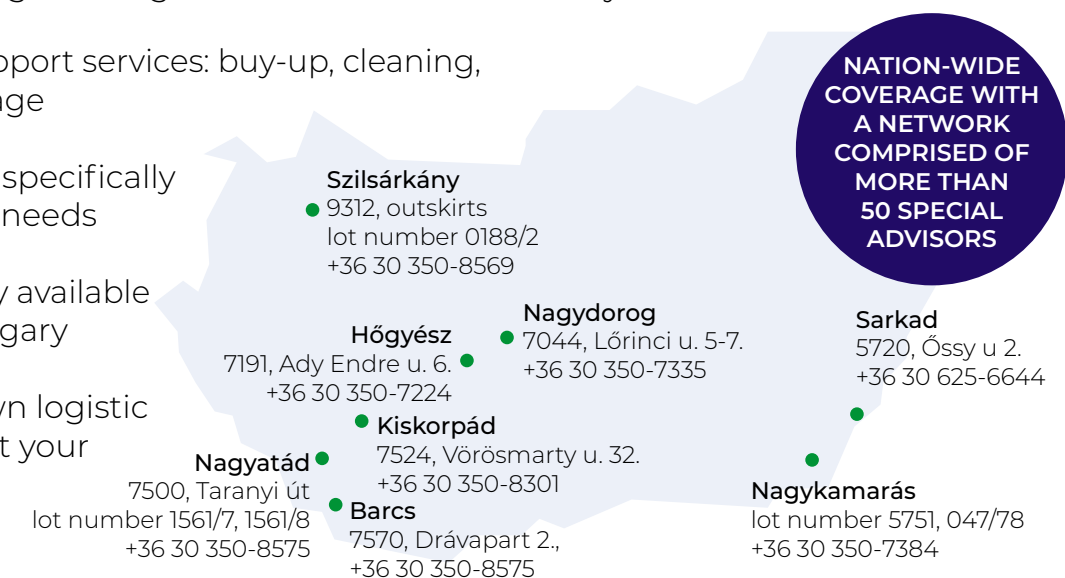 pport services: buy-up, cleaning,
age
specifically
needs
y available
gary
wn logistic
t your
NATION-WIDE
COVERAGE WITH
A NETWORK
COMPRISED OF
MORE THAN
50 SPECIAL
ADVISORS
Szilsárkány
9312, outskirts
lot number 0188/2
+36 30 350-8569
Nagydorog
7044, Lőrinci u. 5-7.
+36 30 350-7335
Hőgyész
7191, Ady Endre u. 6.
+36 30 350-7224
Sarkad
5720, Őssy u 2.
+36 30 625-6644
Kiskorpád
7524, Vörösmarty u. 32.
+36 30 350-8301
Nagyatád
7500, Taranyi út
lot number 1561/7, 1561/8
+36 30 350-8575
Barcs
7570, Drávapart 2.,
+36 30 350-8575
Nagykamarás
lot number 5751, 047/78
+36 30 350-7384